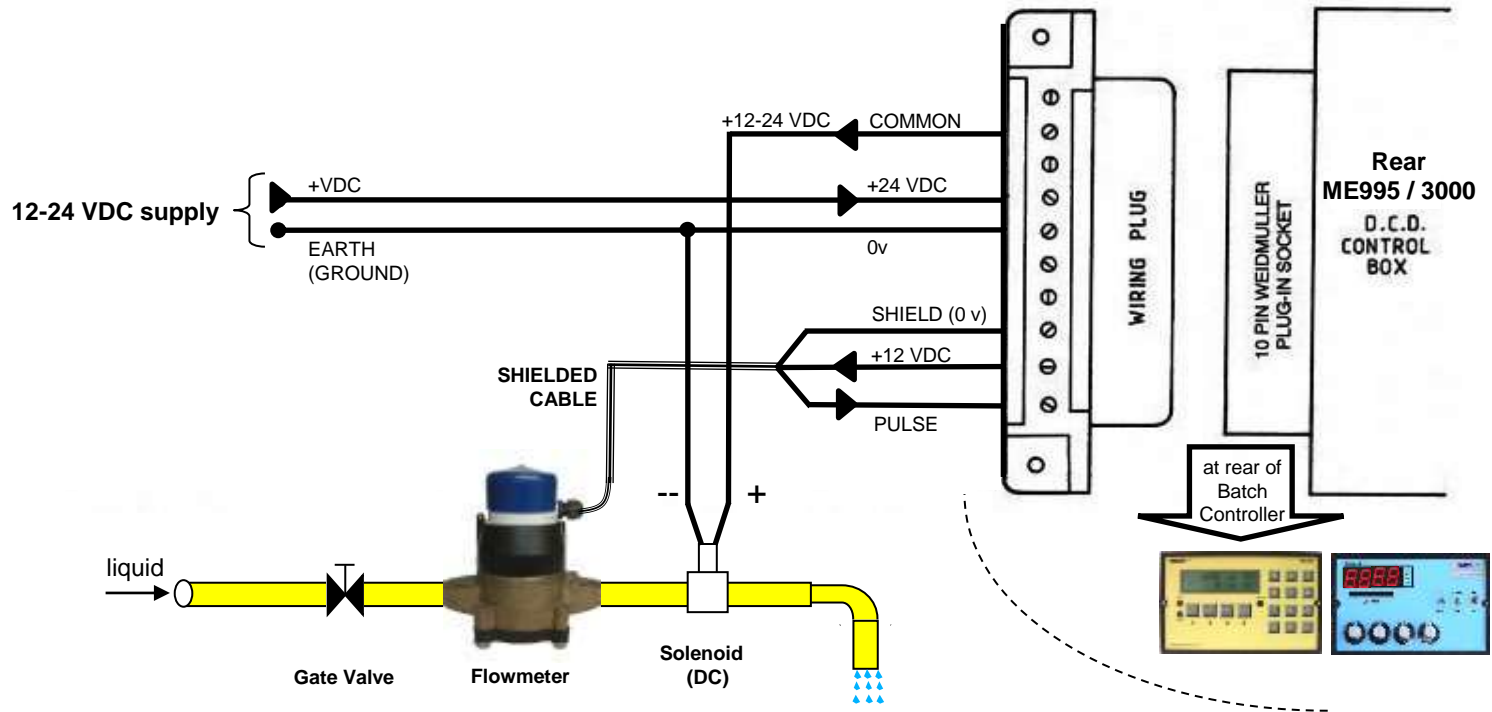 +12-24 VDC
COMMON
+VDC
+24 VDC
12-24 VDC supply
EARTH
(GROUND)
0v
SHIELD (0 v)
+12 VDC
SHIELDED
CABLE
PULSE
WIRING PLUG
10 PIN WEIDMULLER
PLUG-IN SOCKET
Rear
ME995 / 3000
D.C.D.
CONTROL
BOX
at rear of
Batch
Controller
--
+
liquid
Gate Valve
Flowmeter
Solenoid
(DC)